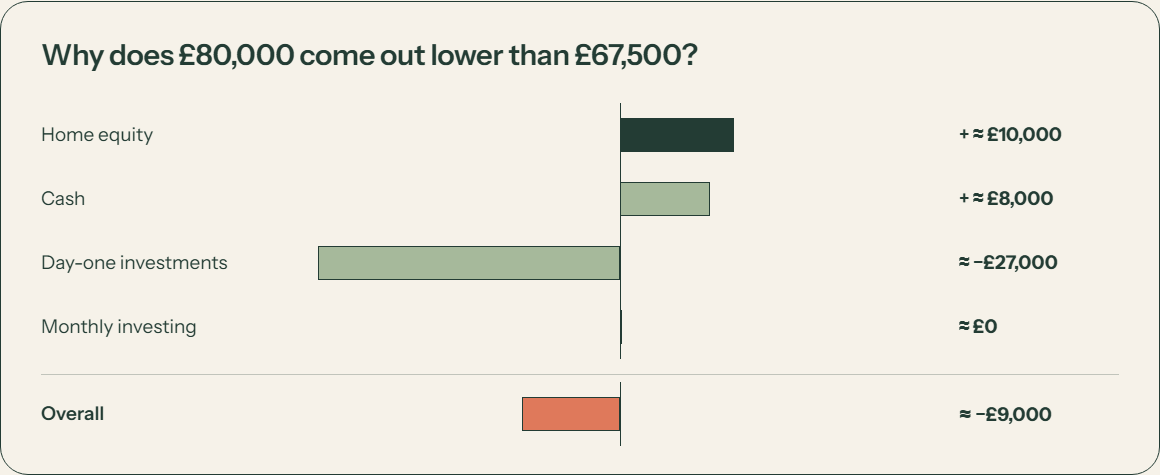 Why does £80,000 come out lower than £67,500?
Home equity + ≈ £10,000
Cash + ≈ £8,000
Day-one investments ≈ −£27,000
Monthly investing ≈ £0
Overall ≈ −£9,000